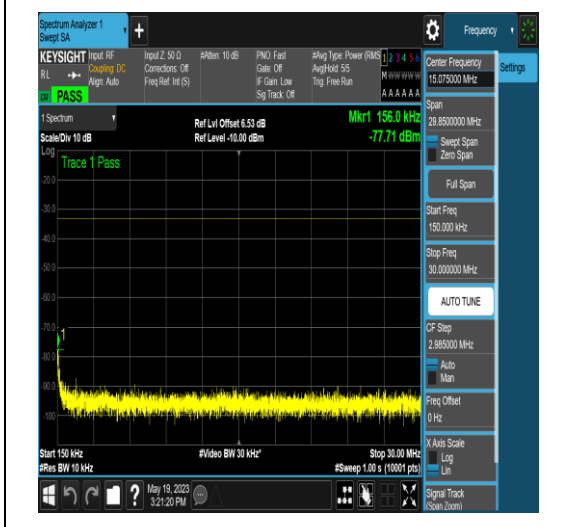 Spectrum Analyzer 1
Swept SA
+
Frequency
KEYSIGHT
RL
PASS
Input: RF
Coupling: DC
Align: Auto
Input Z: 50 Ω
Corrections: Off
Freq Ref: Int (S)
#Atten: 10 dB
PNO: Fast
Gate: Off
IF Gain: Low
Sig Track: Off
#Avg Type: Power (RMS
Avg|Hold: 5/5
Trig: Free Run
1 2 3 4 5 6
M W W W W W
A A A A A A
1 Spectrum
Scale/Div 10 dB
Ref Lvl Offset 6.53 dB
Ref Level -10.00 dBm
Mkr1 156.0 kHz
-77.71 dBm
Log
Trace 1 Pass
-20.0
-30.0
-40.0
-50.0
-60.0
-70.0
1
-80.0
-90.0
-100
Start 150 kHz
#Res BW 10 kHz
#Video BW 30 kHz*
Stop 30.00 MHz
#Sweep 1.00 s (10001 pts)
?
May 19, 2023
3:21:20 PM
Center Frequency
15.075000 MHz
Settings
Span
29.8500000 MHz
Swept Span
Zero Span
Full Span
Start Freq
150.000 kHz
Stop Freq
30.000000 MHz
AUTO TUNE
CF Step
2.985000 MHz
Auto
Man
Freq Offset
0 Hz
X Axis Scale
Log
Lin
Signal Track
(Span Zoom)